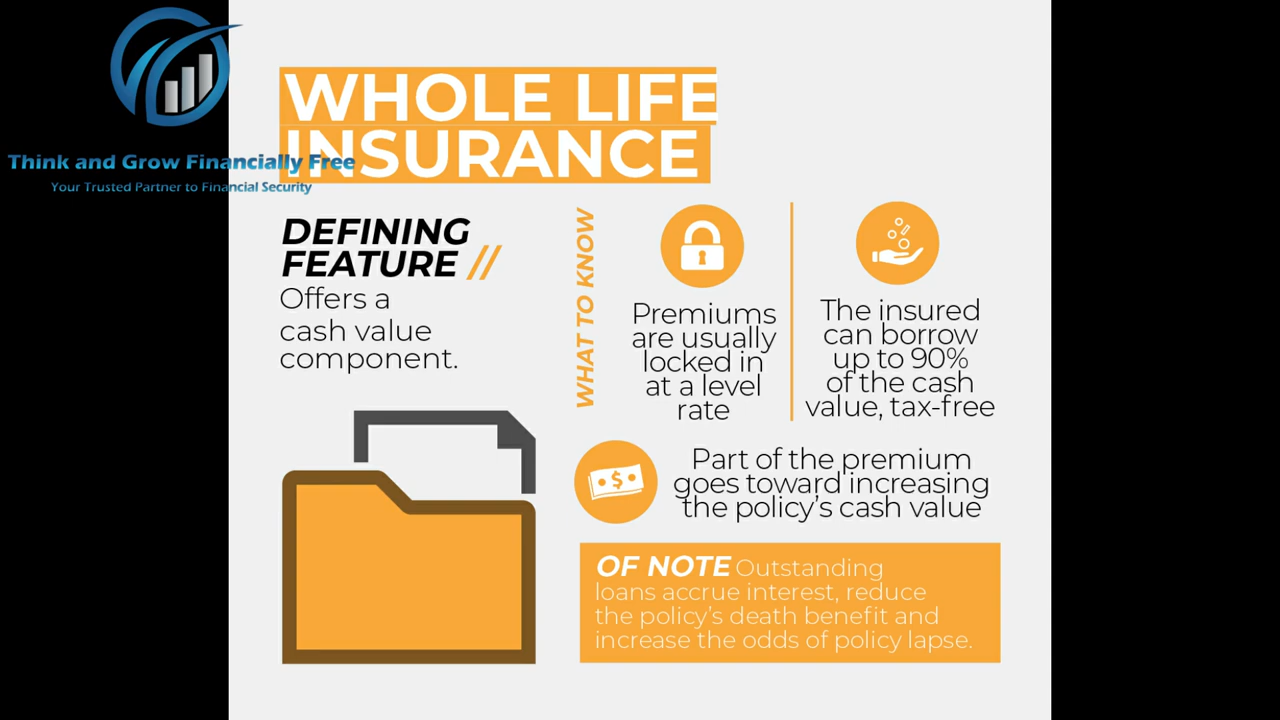 Think and Grow Financially Free
Your Trusted Partner to Financial Security
WHOLE LIFE
INSURANCE
DEFINING
FEATURE //
Offers a
cash value
component.
WHAT TO KNOW
Premiums
are usually
locked in
at a level
rate
The insured
can borrow
up to 90%
of the cash
value, tax-free
$
Part of the premium
goes toward increasing
the policy's cash value
OF NOTE Outstanding
loans accrue interest, reduce
the policy's death benefit and
increase the odds of policy lapse.